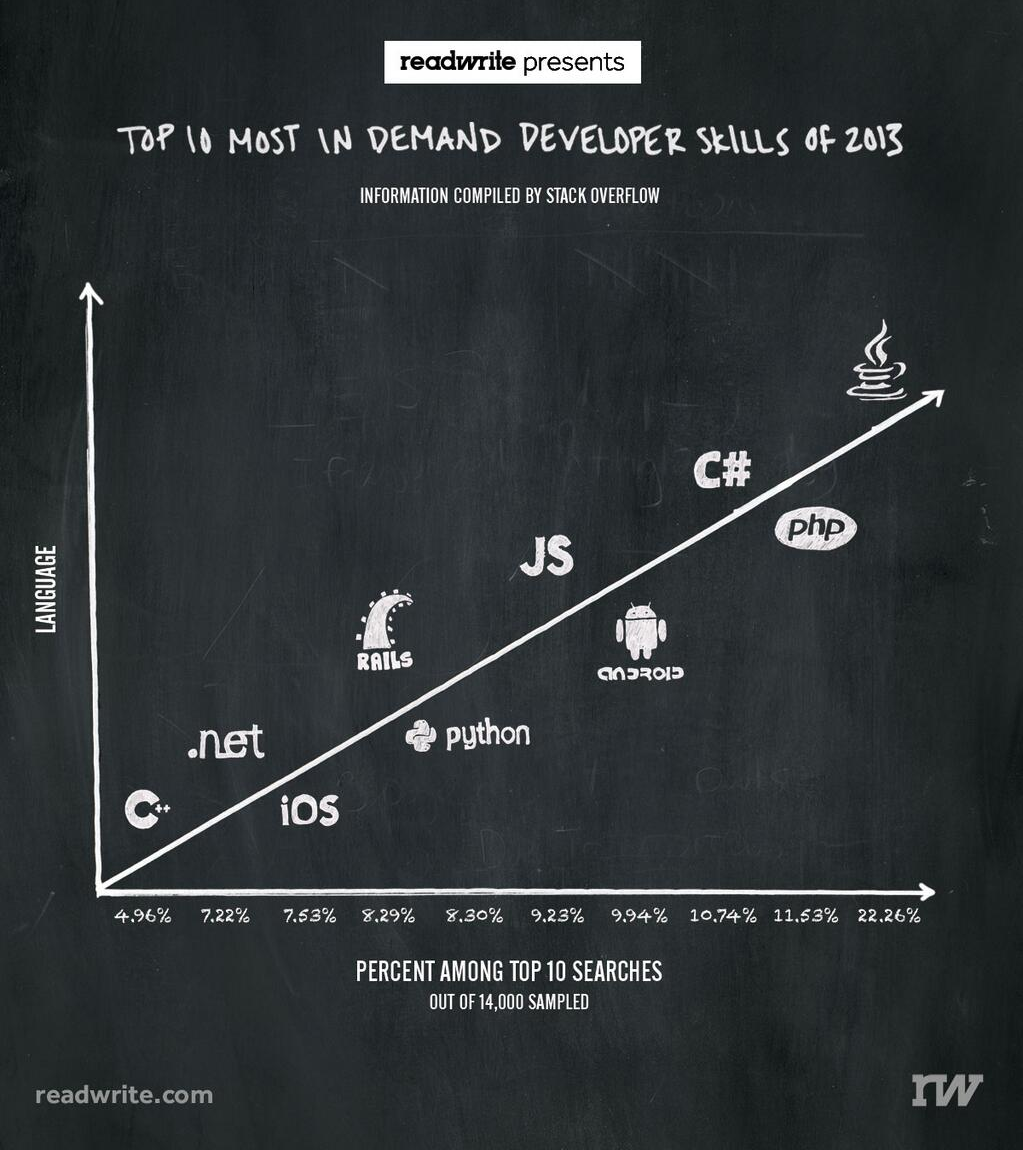 readwrite presents
TOP 10 MOST IN DEMAND DEVELOPER SKILLS OF 2013
INFORMATION COMPILED BY STACK OVERFLOW
LANGUAGE
C#
php
JS
ANDROID
RAILS
python
.net
iOS
C++
4.96% 7.22% 7.53% 8.29% 8.30% 9.23% 9.94% 10.74% 11.53% 22.26%
PERCENT AMONG TOP 10 SEARCHES
OUT OF 14,000 SAMPLED
readwrite.com
rw